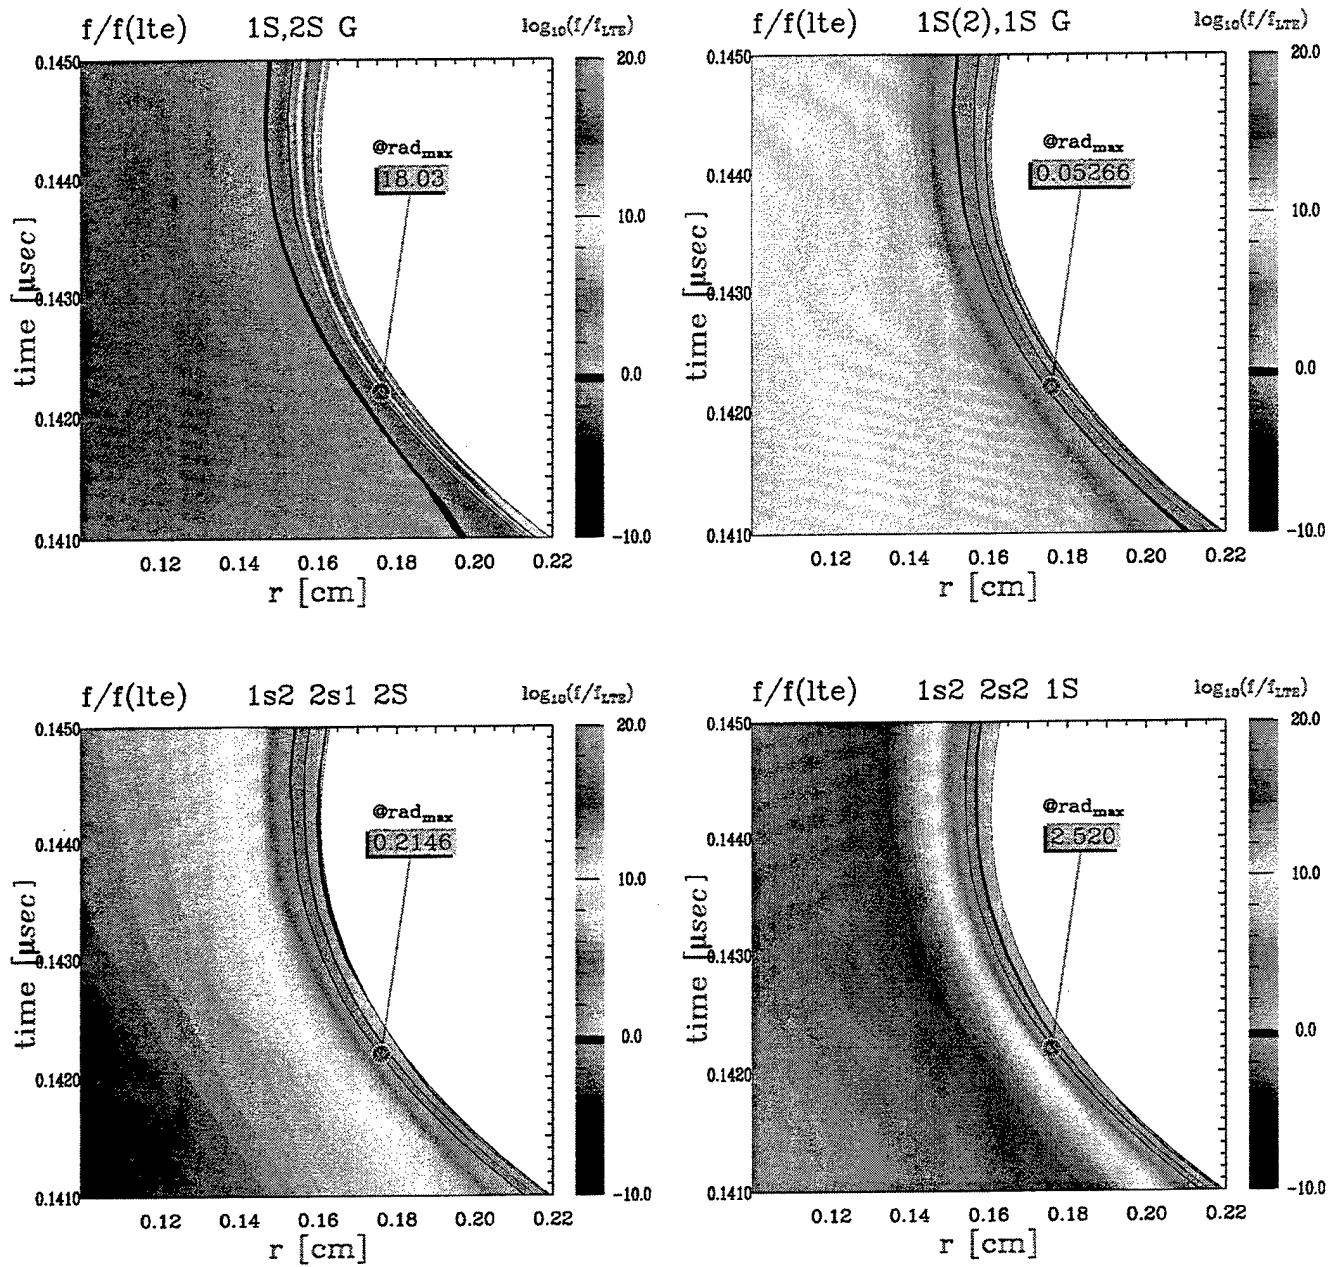 f/f(lte) 1S,2S G log₁₀(f/f_LTE)
0.1450
0.1440
0.1430
0.1420
0.1410
time [μsec]
@rad_max
18.03
20.0
10.0
0.0
-10.0
0.12 0.14 0.16 0.18 0.20 0.22
r [cm]
f/f(lte) 1S(2),1S G log₁₀(f/f_LTE)
0.1450
0.1440
0.1430
0.1420
0.1410
time [μsec]
@rad_max
0.05266
20.0
10.0
0.0
-10.0
0.12 0.14 0.16 0.18 0.20 0.22
r [cm]
f/f(lte) 1s2 2s1 2S log₁₀(f/f_LTE)
0.1450
0.1440
0.1430
0.1420
0.1410
time [μsec]
@rad_max
0.2146
20.0
10.0
0.0
-10.0
0.12 0.14 0.16 0.18 0.20 0.22
r [cm]
f/f(lte) 1s2 2s2 1S log₁₀(f/f_LTE)
0.1450
0.1440
0.1430
0.1420
0.1410
time [μsec]
@rad_max
2.520
20.0
10.0
0.0
-10.0
0.12 0.14 0.16 0.18 0.20 0.22
r [cm]